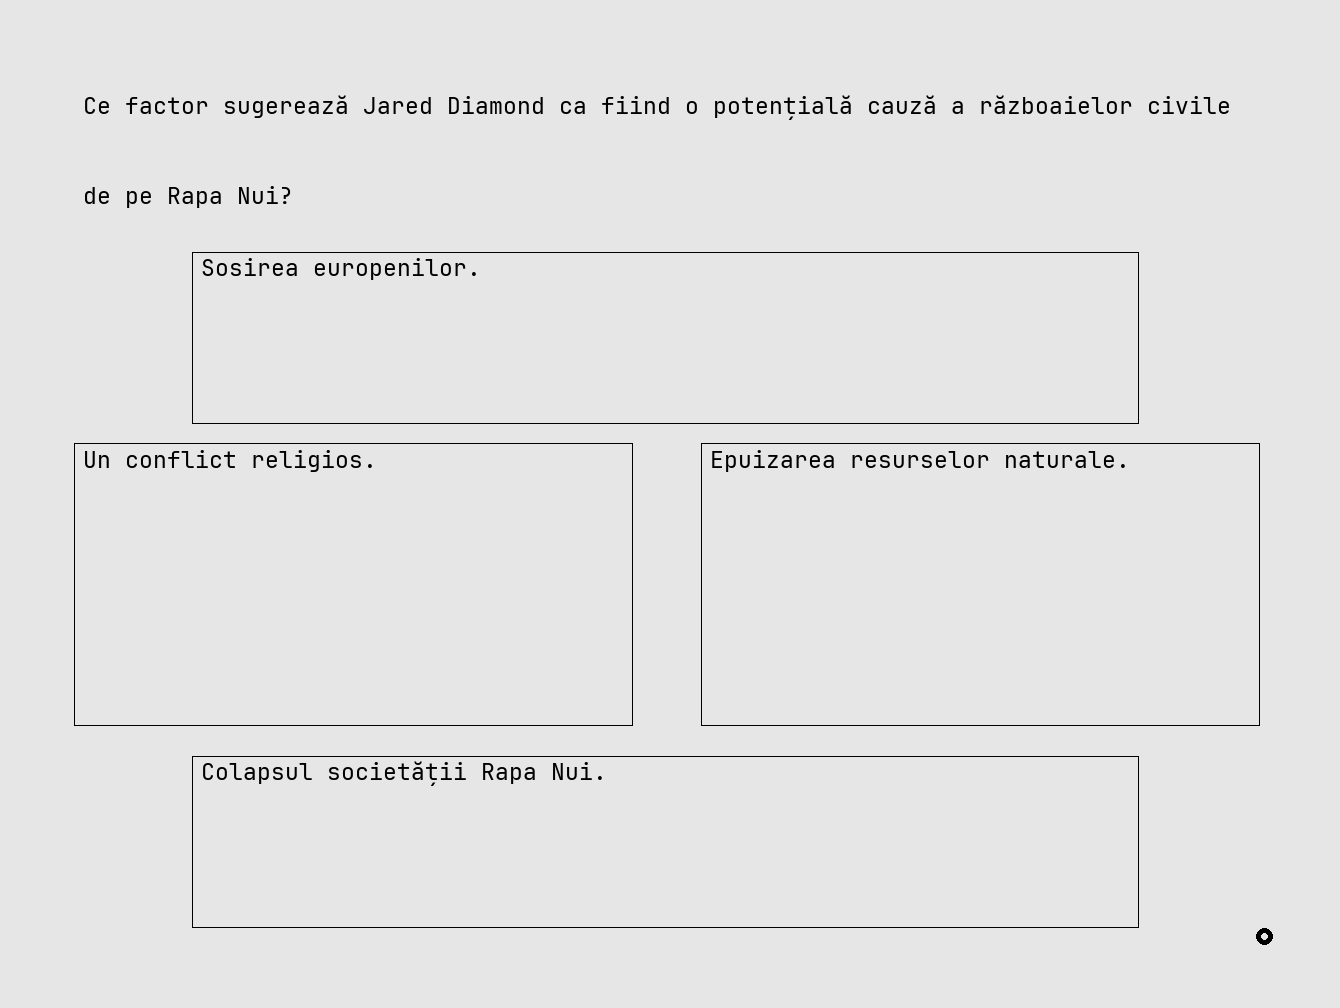 Ce factor sugerează Jared Diamond ca fiind o potențială cauză a războaielor civile
de pe Rapa Nui?
Sosirea europenilor.
Un conflict religios.
Epuizarea resurselor naturale.
Colapsul societății Rapa Nui.